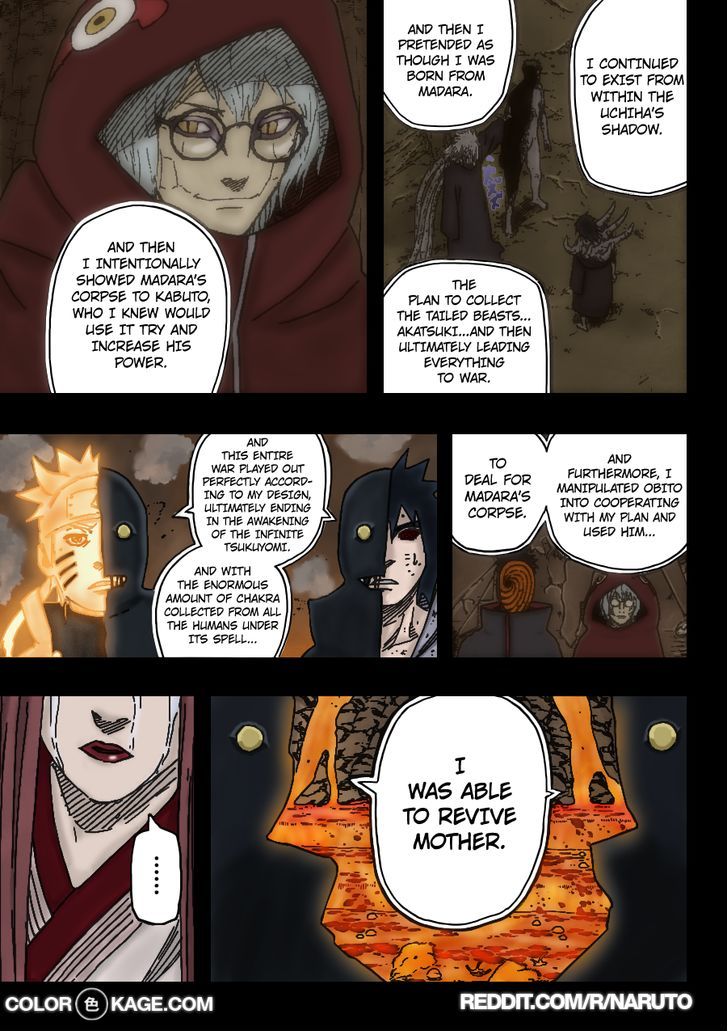 I CONTINUED
TO EXIST FROM
WITHIN THE
UCHIHA'S
SHADOW.
AND THEN I
PRETENDED AS
THOUGH I WAS
BORN FROM
MADARA.
THE
PLAN TO COLLECT
THE TAILED BEASTS...
AKATSUKI...AND THEN
ULTIMATELY LEADING
EVERYTHING
TO WAR.
AND THEN
I INTENTIONALLY
SHOWED MADARA'S
CORPSE TO KABUTO,
WHO I KNEW WOULD
USE IT TRY AND
INCREASE HIS
POWER.
AND
FURTHERMORE, I
MANIPULATED OBITO
INTO COOPERATING
WITH MY PLAN AND
USED HIM...
TO
DEAL FOR
MADARA'S
CORPSE.
AND
THIS ENTIRE
WAR PLAYED OUT
PERFECTLY ACCORD-
ING TO MY DESIGN,
ULTIMATELY ENDING
IN THE AWAKENING
OF THE INFINITE
TSUKUYOMI.
AND WITH
THE ENORMOUS
AMOUNT OF CHAKRA
COLLECTED FROM ALL
THE HUMANS UNDER
ITS SPELL...
I
WAS ABLE
TO REVIVE
MOTHER.
......
COLOR 色 KAGE.COM
REDDIT.COM/R/NARUTO